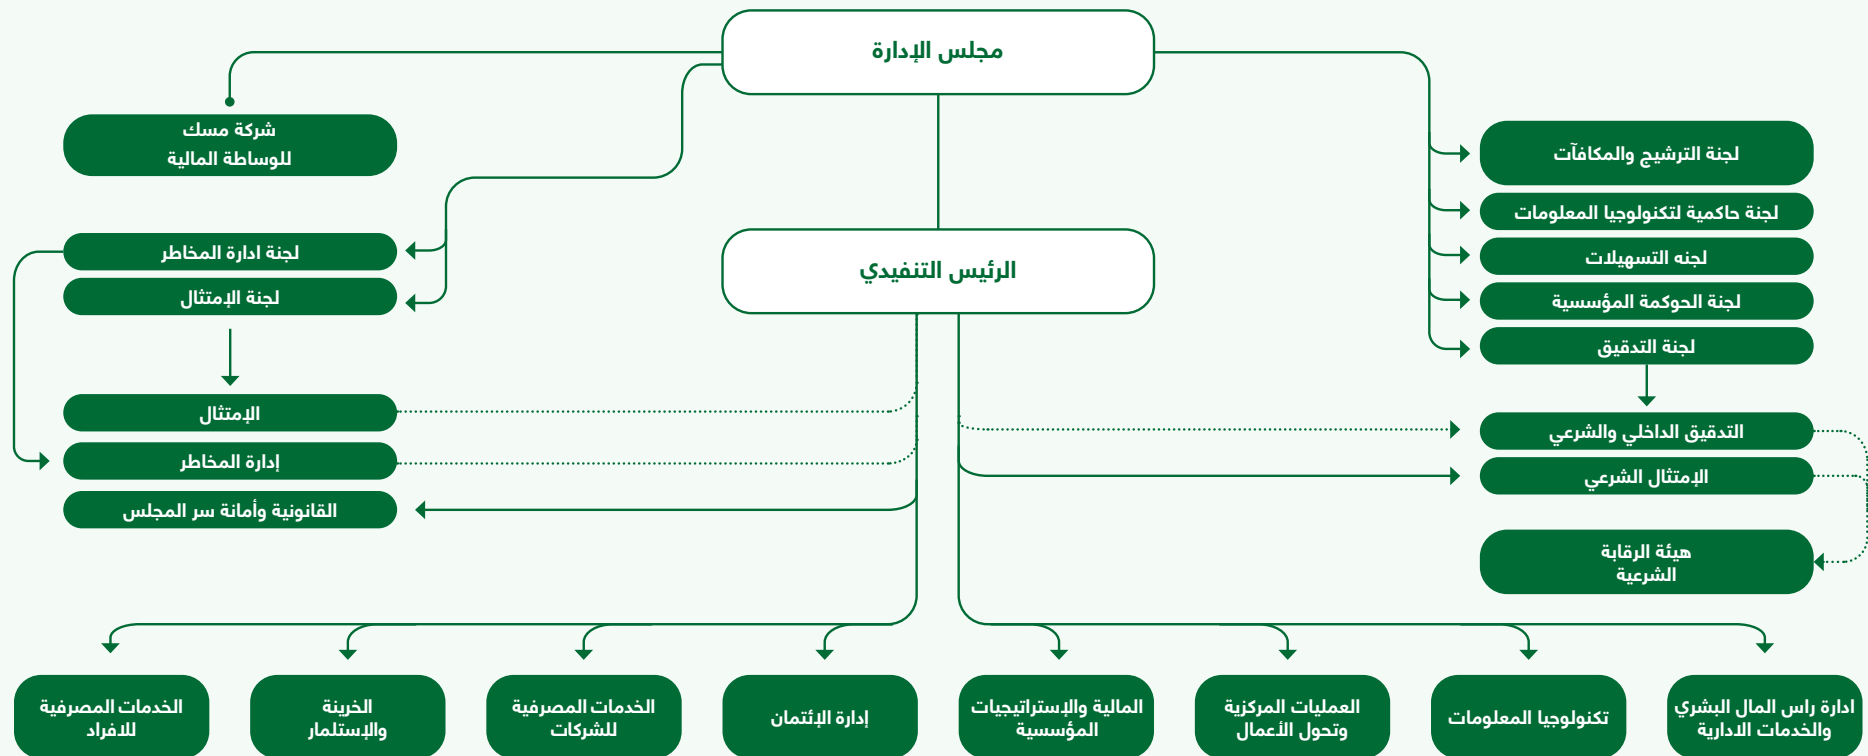 مجلس الإدارة
شركة مسك
للوساطة المالية
لجنة الترشيح والمكافآت
لجنة حاكمية لتكنولوجيا المعلومات
لجنة ادارة المخاطر
لجنه التسهيلات
الرئيس التنفيدي
لجنة الإمتثال
لجنة الحوكمة المؤسسية
لجنة التدقيق
الإمتثال
التدقيق الداخلي والشرعي
إدارة المخاطر
الإمتثال الشرعي
القانونية وأمانة سر المجلس
هيئة الرقابة
الشرعية
ادارة راس المال البشري
والخدمات الادارية
تكنولوجيا المعلومات
العمليات المركزية
وتحول الأعمال
المالية والإستراتيجيات
المؤسسية
إدارة الإئتمان
الخدمات المصرفية
للشركات
الخرينة
والإستلمار
الخدمات المصرفية
للافراد